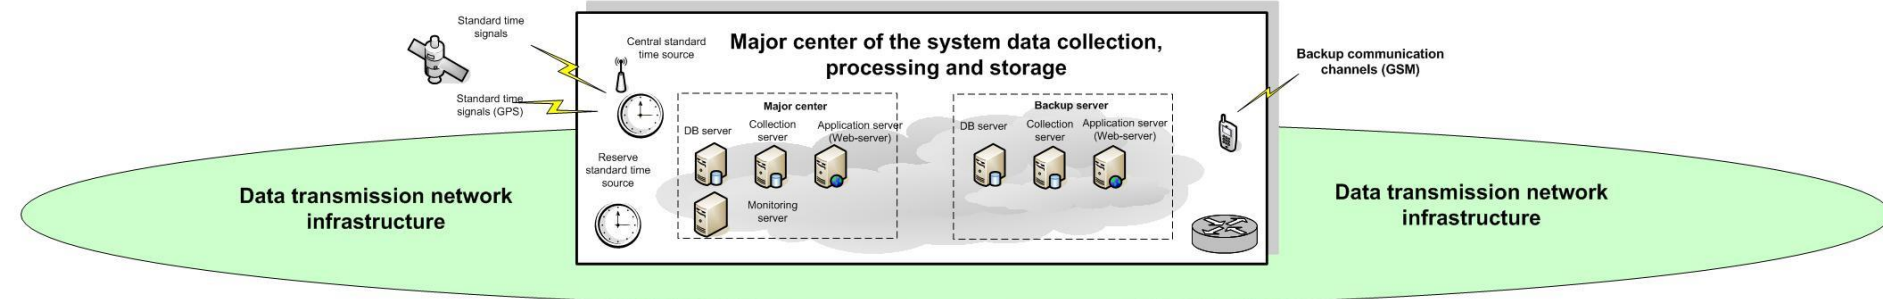 Standard time
signals
Standard time
signals (GPS)
Central standard
time source
Major center of the system data collection,
processing and storage
Backup communication
channels (GSM)
Major center
DB server
Collection
server
Application server
(Web-server)
Monitoring
server
Backup server
DB server
Collection
server
Application server
(Web-server)
Reserve
standard time
source
Data transmission network
infrastructure
Data transmission network
infrastructure